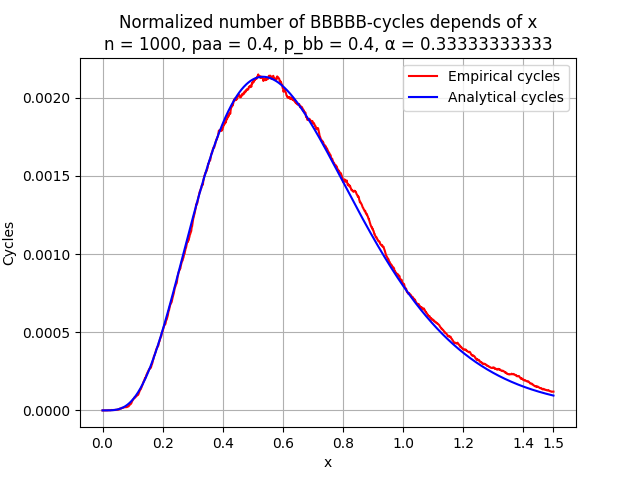 Normalized number of BBBBB-cycles depends of x
n = 1000, paa = 0.4, p_bb = 0.4, α = 0.33333333333
Empirical cycles
Analytical cycles
0.0020
0.0015
0.0010
0.0005
0.0000
Cycles
0.0 0.2 0.4 0.6 0.8 1.0 1.2 1.4 1.5
x